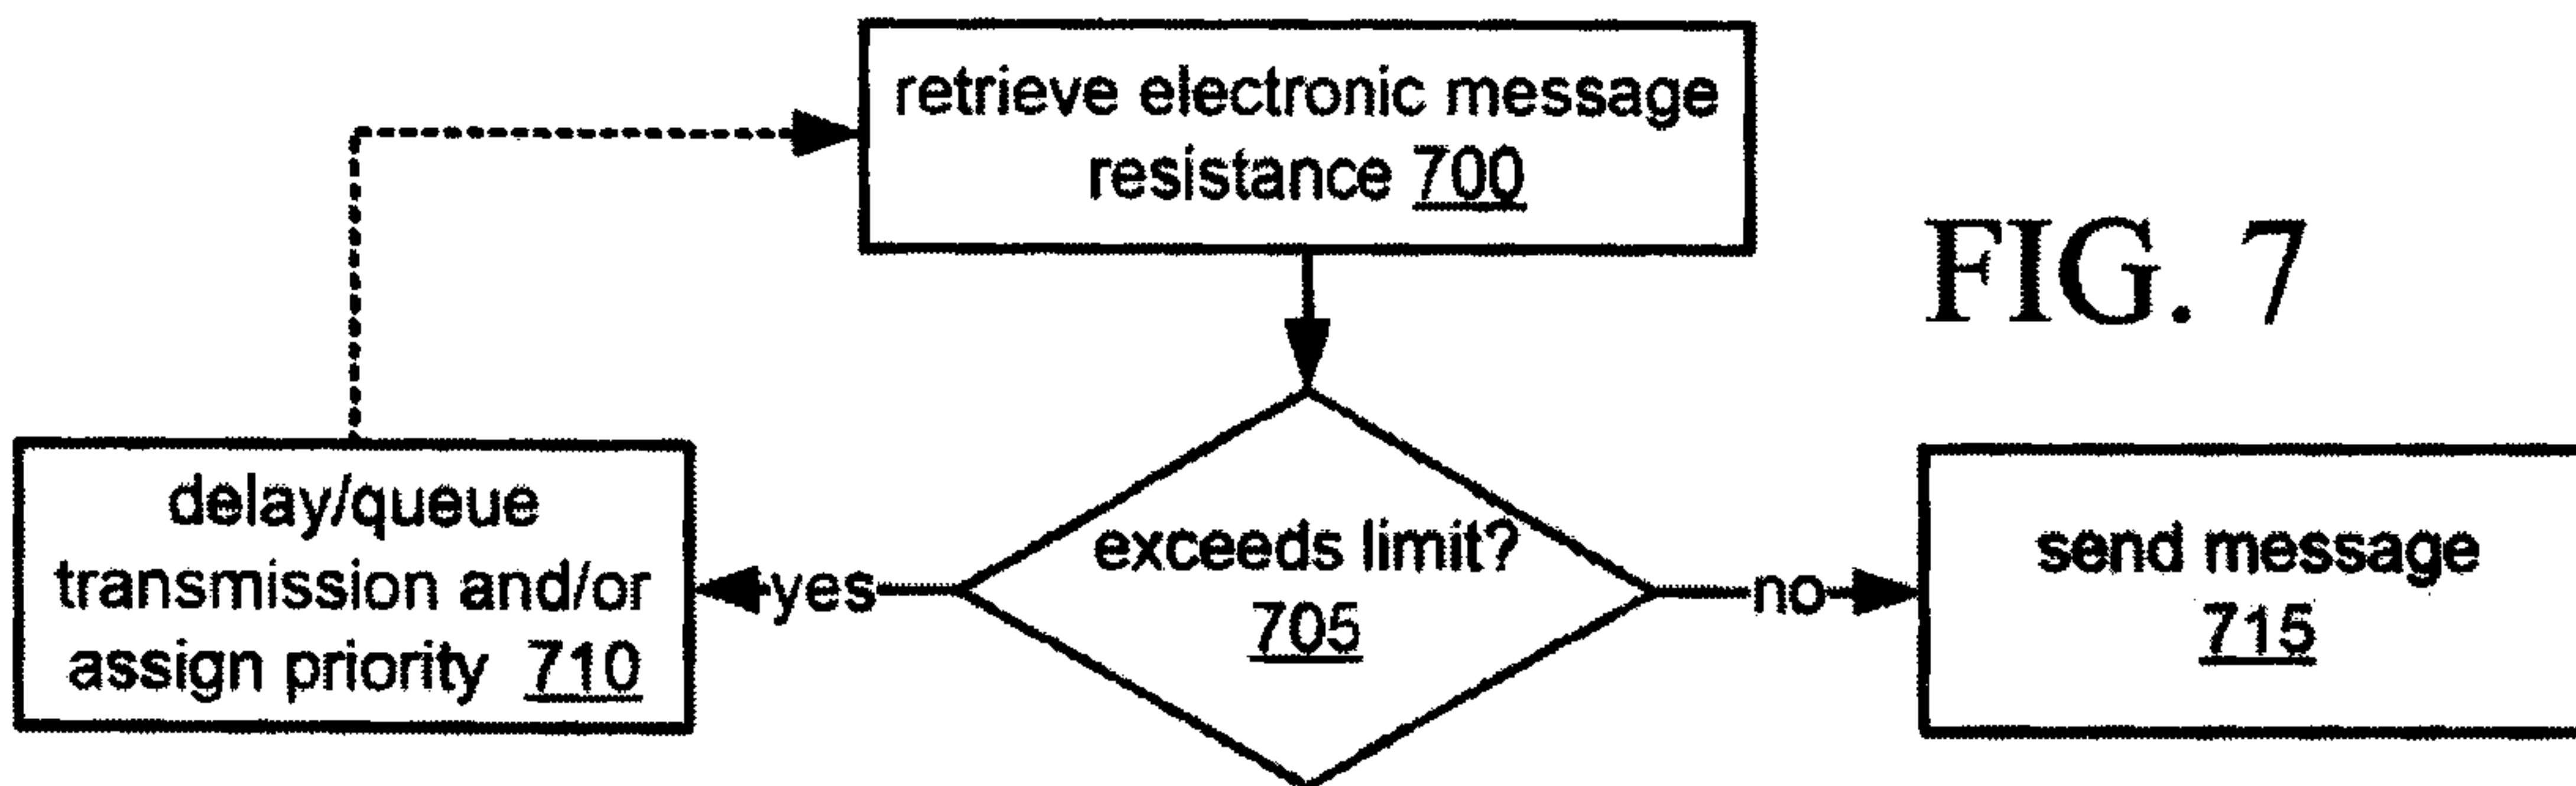 retrieve electronic message
resistance 700
FIG. 7
delay/queue
transmission and/or
assign priority 710
yes
exceeds limit?
705
no
send message
715